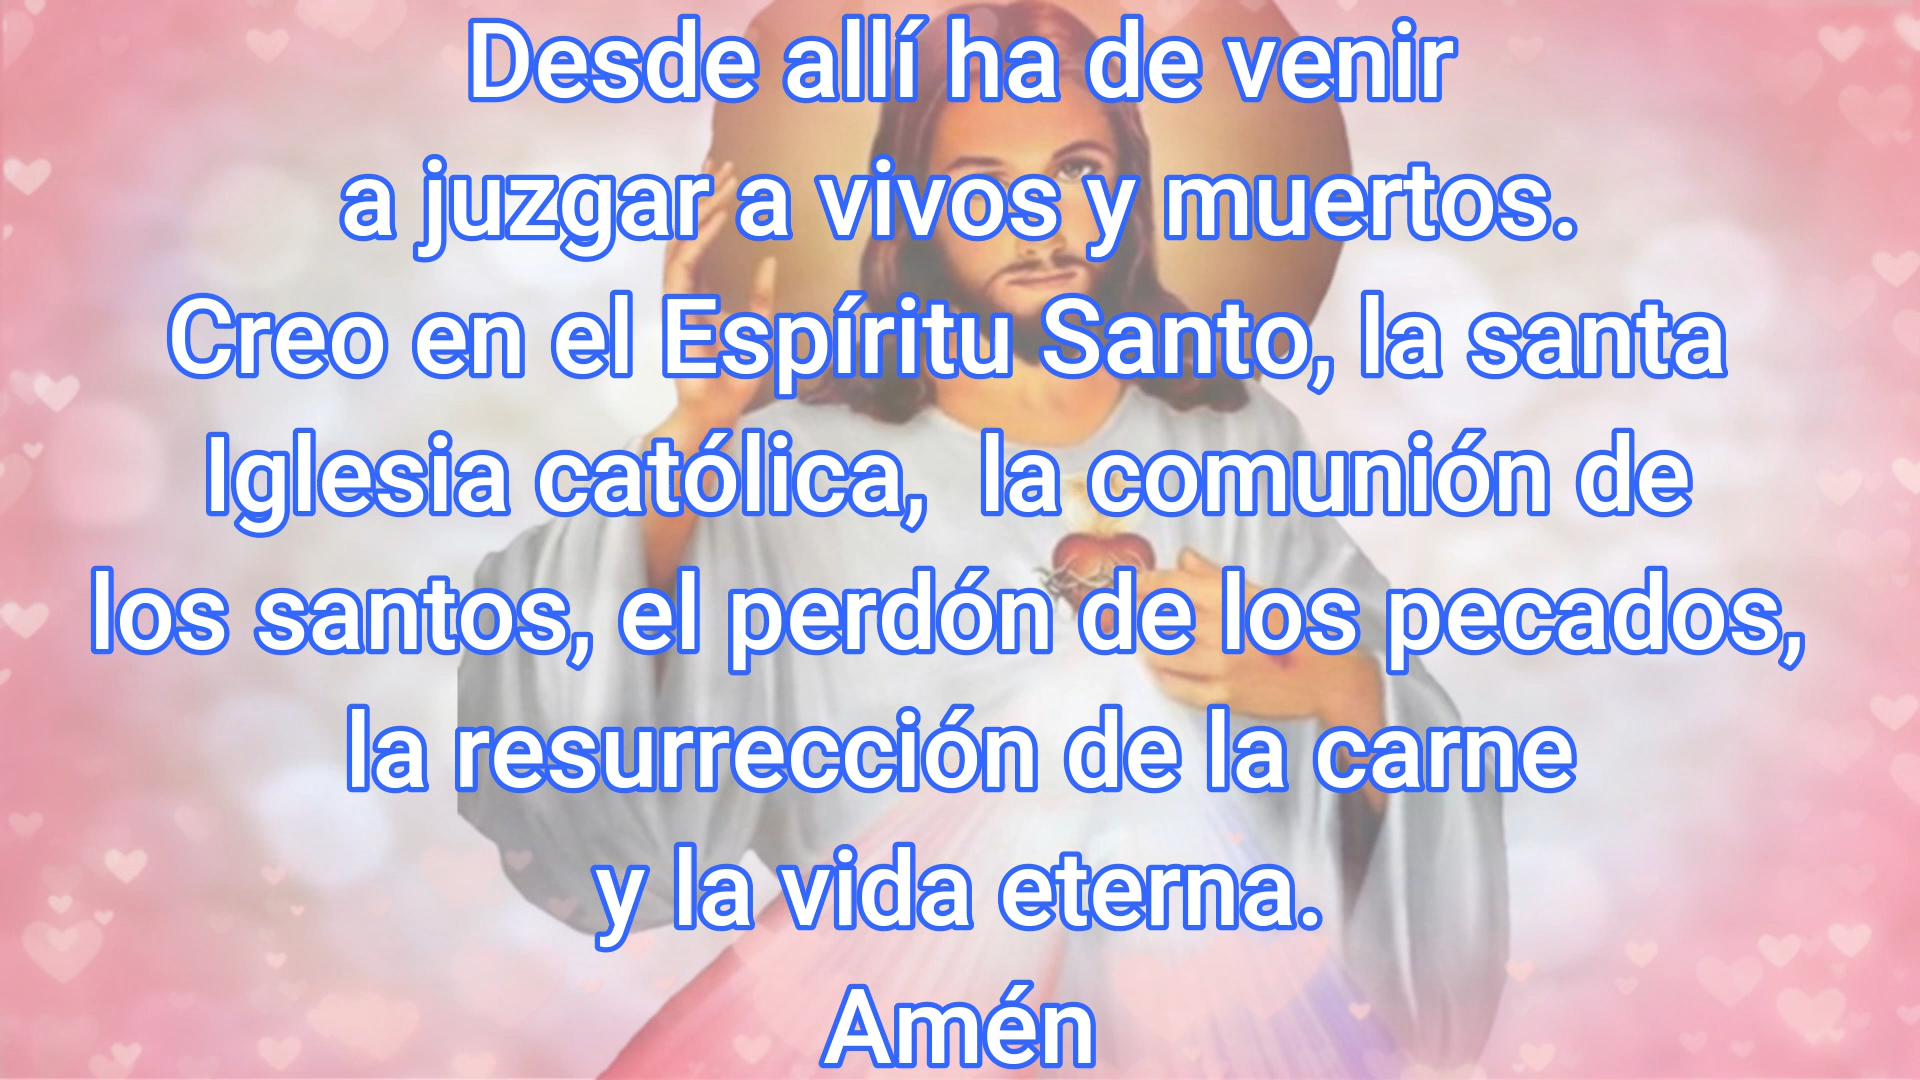 Desde allí ha de venir
a juzgar a vivos y muertos.
Creo en el Espíritu Santo, la santa
Iglesia católica,  la comunión de
los santos, el perdón de los pecados,
la resurrección de la carne
y la vida eterna.
Amén